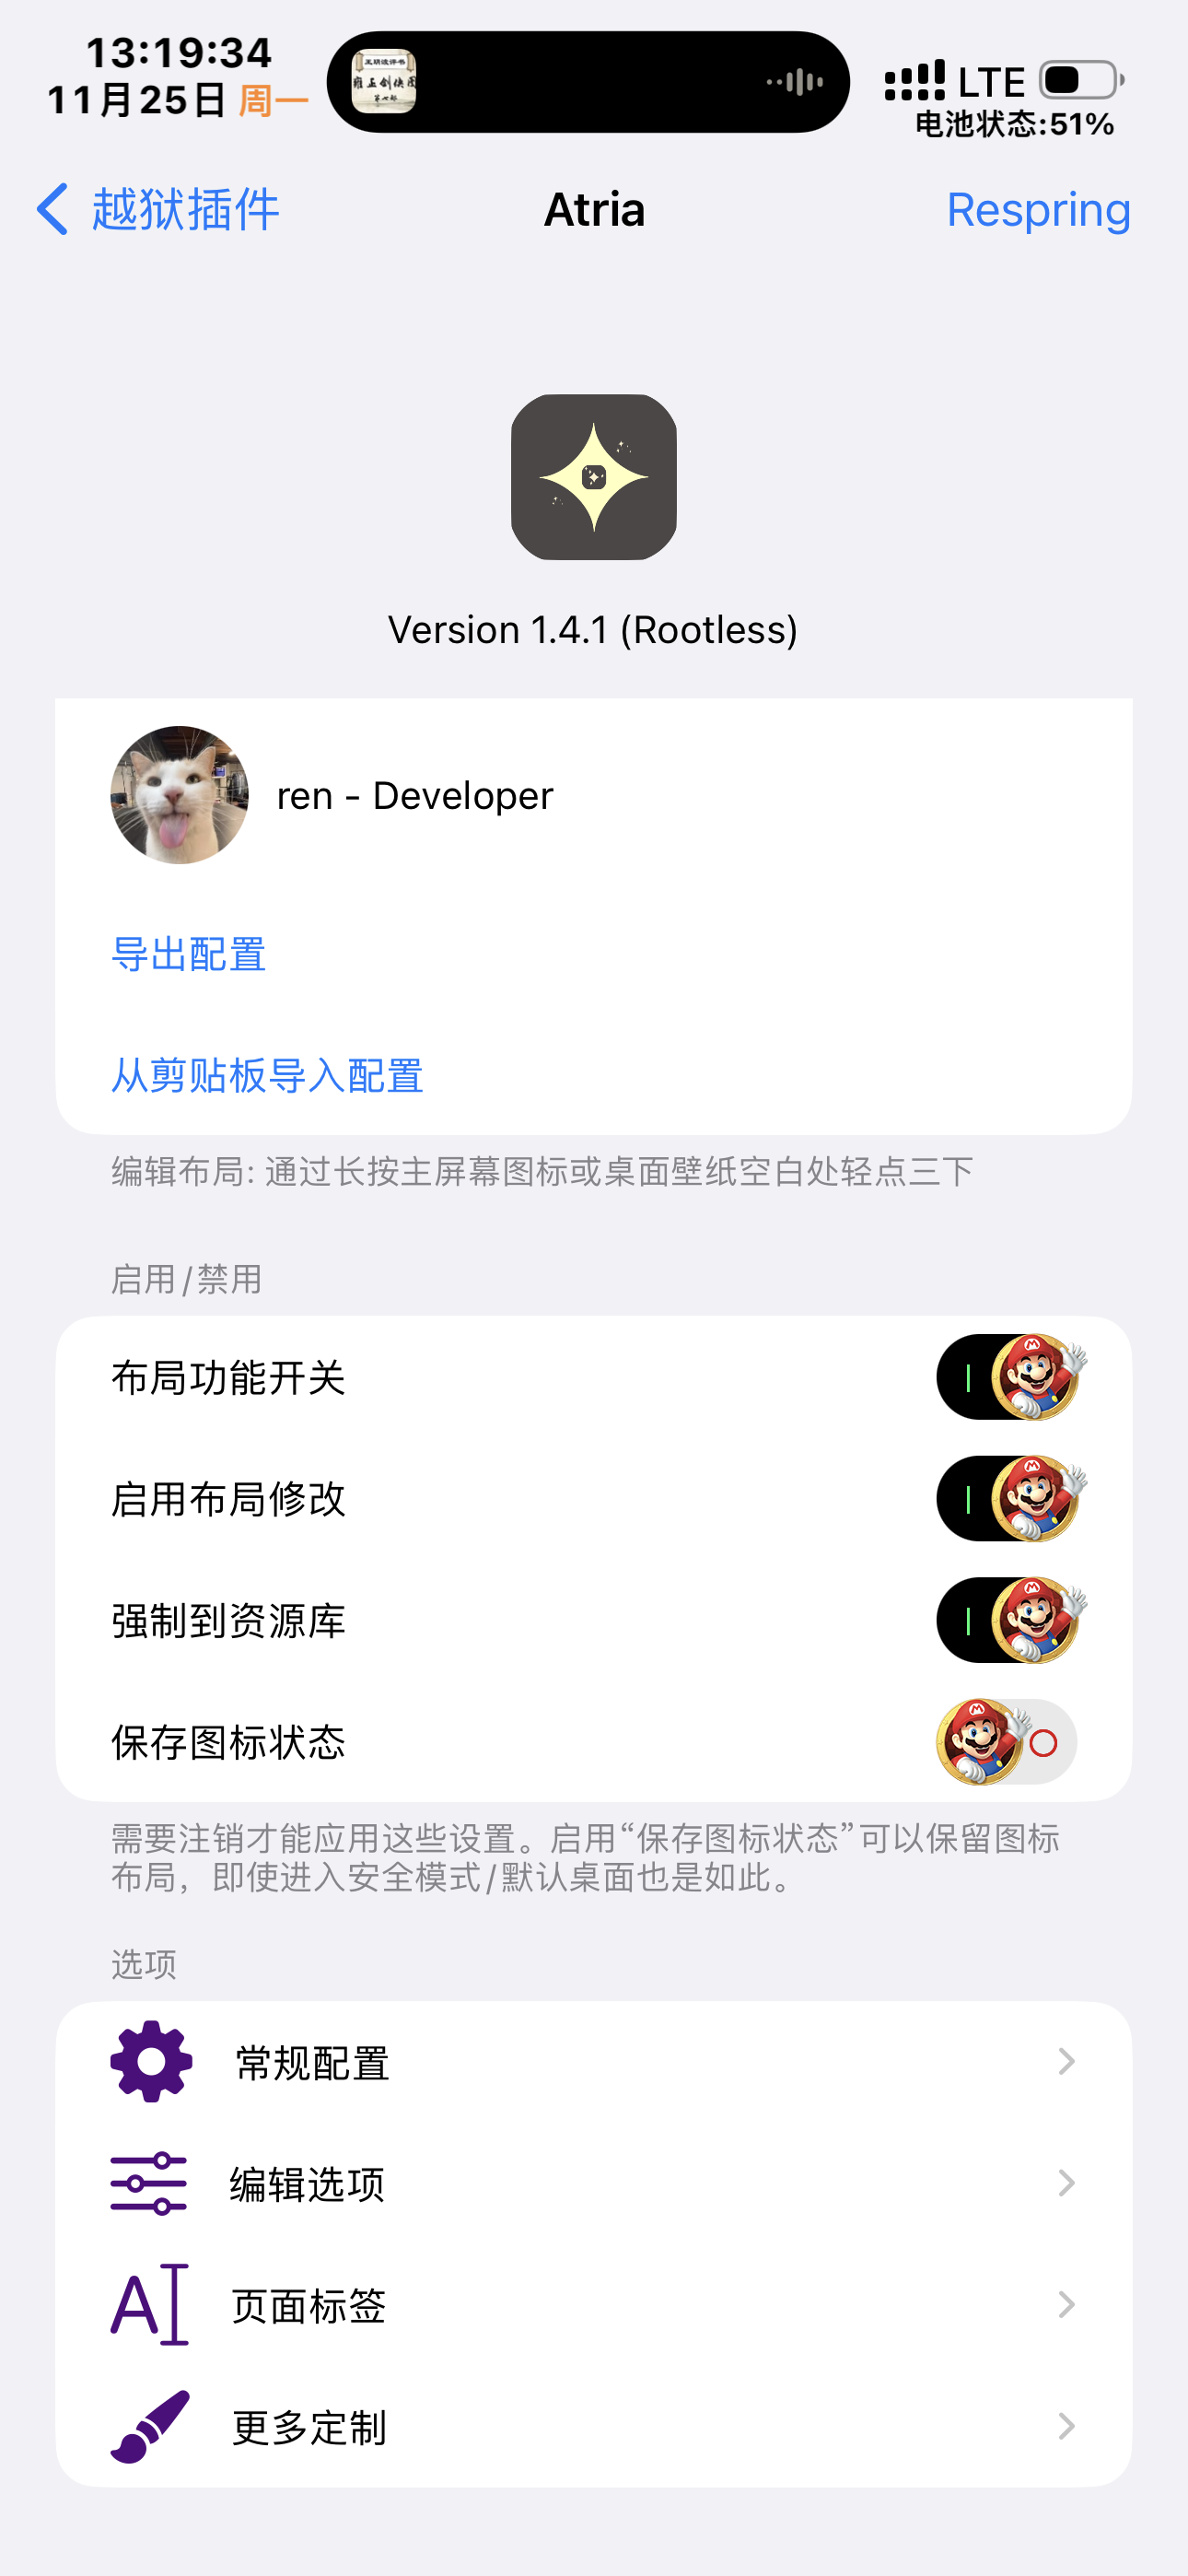 13:19:34
11月25日 周一
LTE
电池状态:51%
越狱插件
Atria
Respring
Version 1.4.1 (Rootless)
ren - Developer
导出配置
从剪贴板导入配置
编辑布局: 通过长按主屏幕图标或桌面壁纸空白处轻点三下
启用/禁用
布局功能开关
启用布局修改
强制到资源库
保存图标状态
需要注销才能应用这些设置。启用“保存图标状态”可以保留图标
布局，即使进入安全模式/默认桌面也是如此。
选项
常规配置
编辑选项
页面标签
更多定制